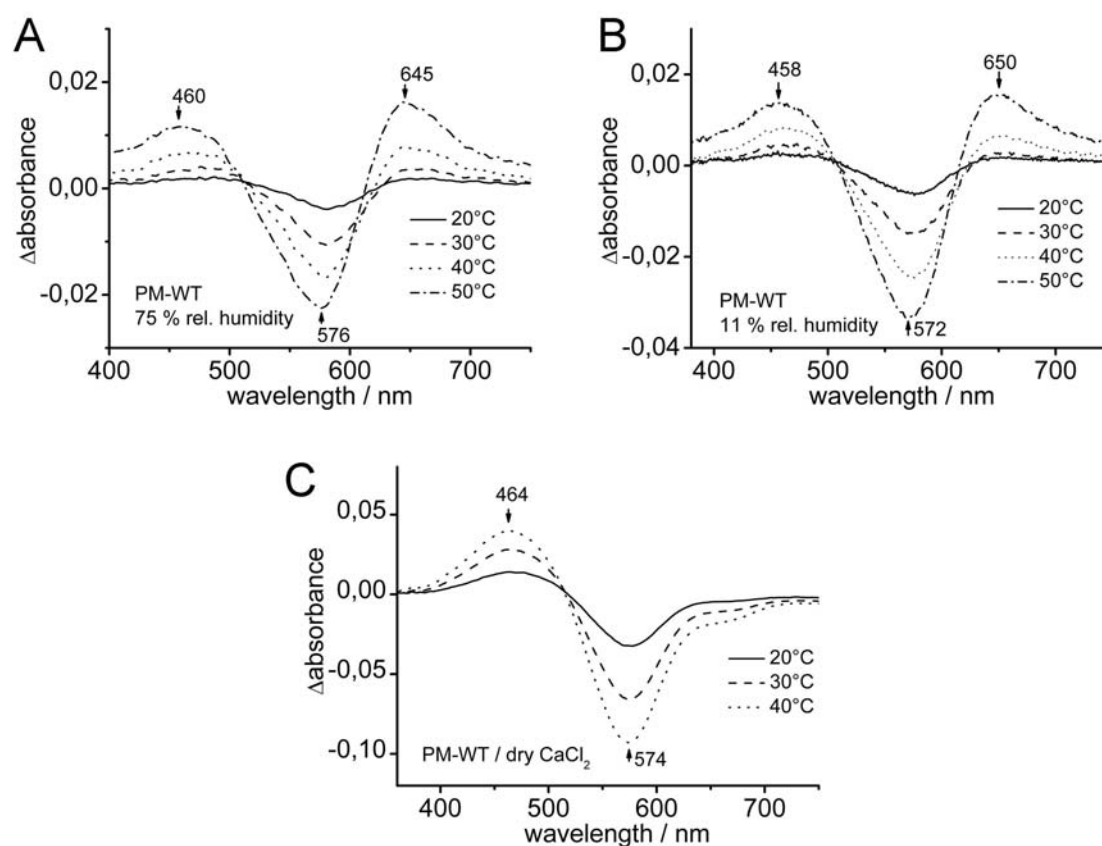 A
0,02
0,00
-0,02
Δabsorbance
460
645
576
20°C
30°C
40°C
50°C
PM-WT
75 % rel. humidity
400 500 600 700
wavelength / nm
B
0,02
0,00
-0,02
-0,04
Δabsorbance
458
650
572
20°C
30°C
40°C
50°C
PM-WT
11 % rel. humidity
400 500 600 700
wavelength / nm
C
0,05
0,00
-0,05
-0,10
Δabsorbance
464
574
20°C
30°C
40°C
PM-WT / dry CaCl₂
400 500 600 700
wavelength / nm